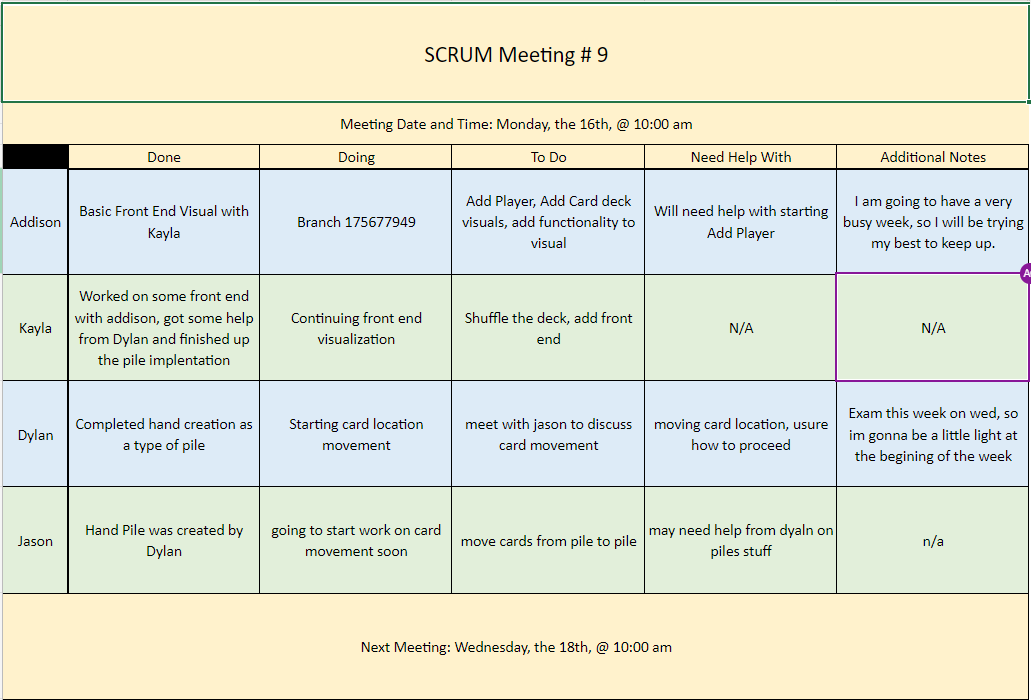 SCRUM Meeting # 9
Meeting Date and Time: Monday, the 16th, @ 10:00 am
Done
Doing
To Do
Need Help With
Additional Notes
Addison
Basic Front End Visual with
Kayla
Branch 175677949
Add Player, Add Card deck
visuals, add functionality to
visual
Will need help with starting
Add Player
I am going to have a very
busy week, so I will be trying
my best to keep up.
Kayla
Worked on some front end
with addison, got some help
from Dylan and finished up
the pile implentation
Continuing front end
visualization
Shuffle the deck, add front
end
N/A
N/A
Dylan
Completed hand creation as
a type of pile
Starting card location
movement
meet with jason to discuss
card movement
moving card location, usure
how to proceed
Exam this week on wed, so
im gonna be a little light at
the begining of the week
Jason
Hand Pile was created by
Dylan
going to start work on card
movement soon
move cards from pile to pile
may need help from dyaln on
piles stuff
n/a
Next Meeting: Wednesday, the 18th, @ 10:00 am